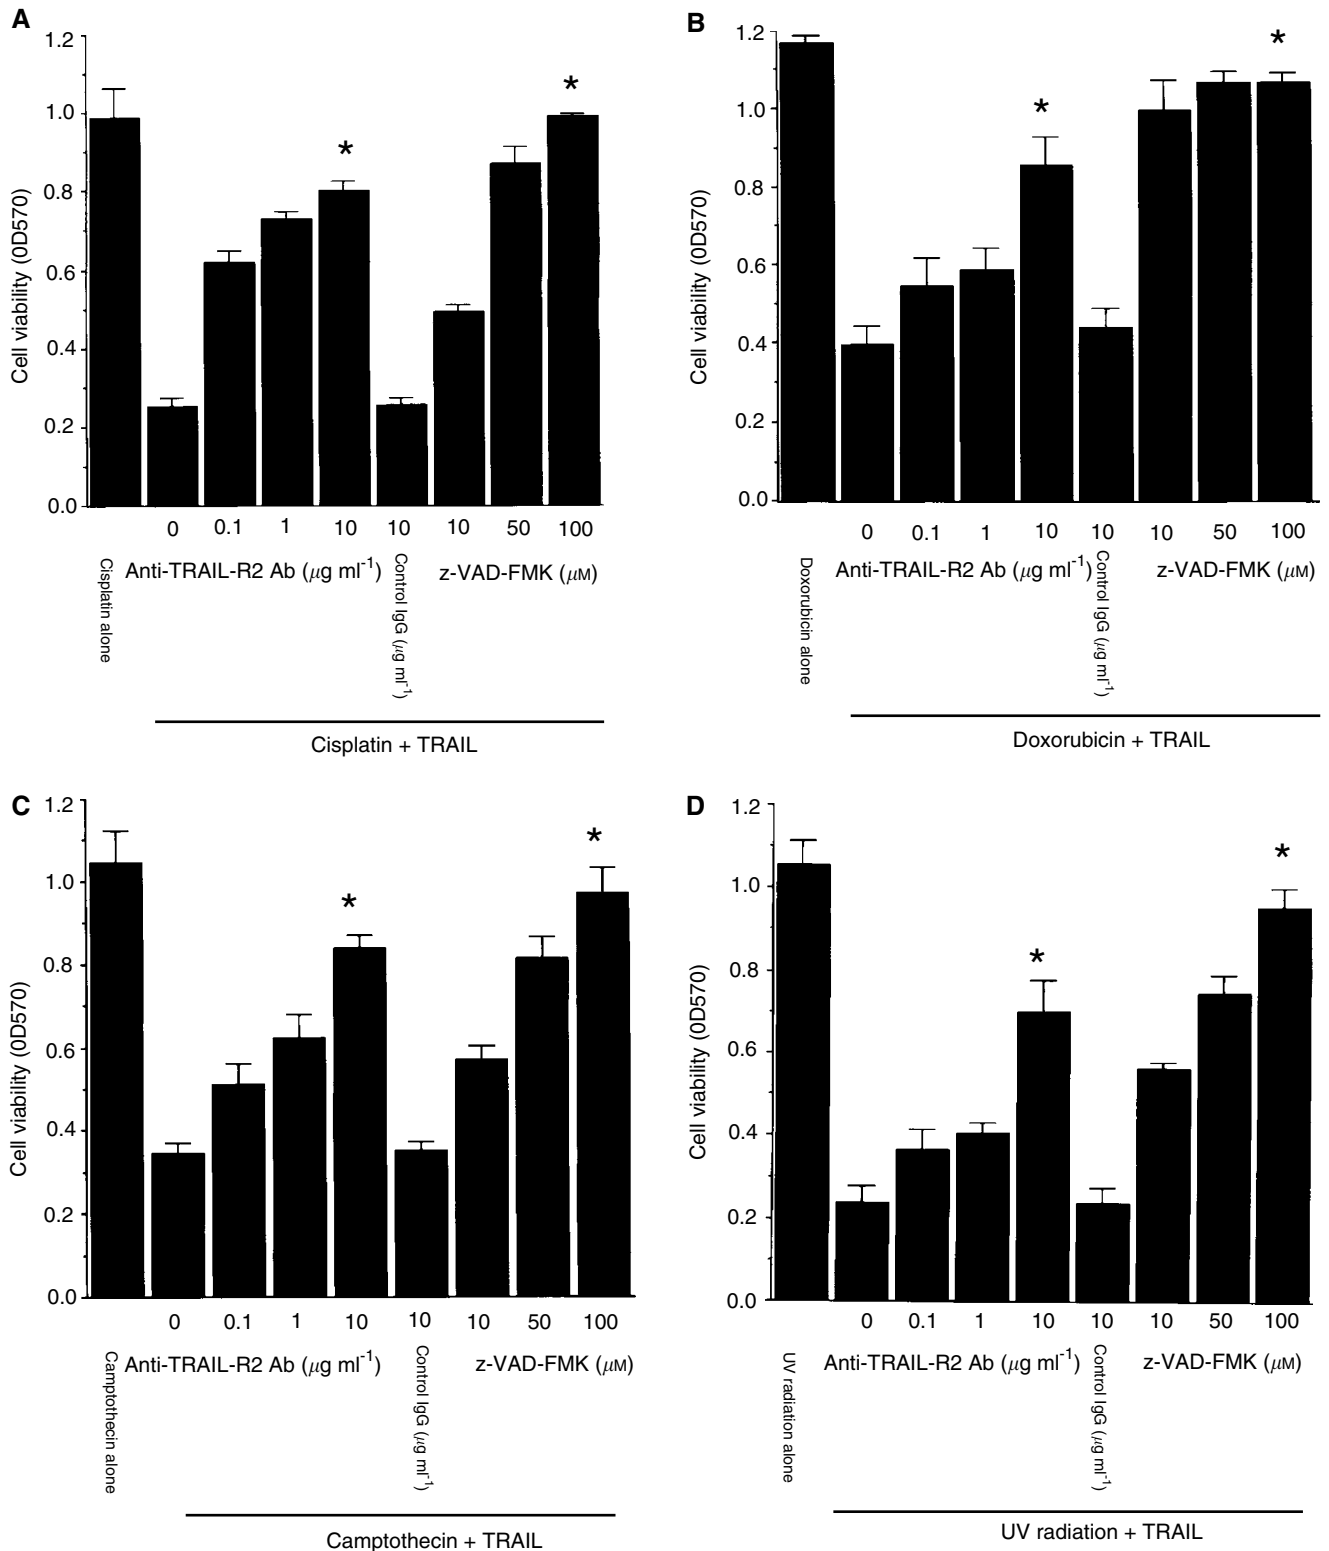 A
1.2
1.0
0.8
0.6
0.4
0.2
0.0
Cell viability (0D570)
*
*
0 0.1 1 10 10 10 50 100
Cisplatin alone
Anti-TRAIL-R2 Ab (μg ml⁻¹)
Control IgG (μg ml⁻¹)
z-VAD-FMK (μM)
Cisplatin + TRAIL
B
1.2
1.0
0.8
0.6
0.4
0.2
0.0
Cell viability (0D570)
*
*
0 0.1 1 10 10 10 50 100
Doxorubicin alone
Anti-TRAIL-R2 Ab (μg ml⁻¹)
Control IgG (μg ml⁻¹)
z-VAD-FMK (μM)
Doxorubicin + TRAIL
C
1.2
1.0
0.8
0.6
0.4
0.2
0.0
Cell viability (0D570)
*
*
0 0.1 1 10 10 10 50 100
Camptothecin alone
Anti-TRAIL-R2 Ab (μg ml⁻¹)
Control IgG (μg ml⁻¹)
z-VAD-FMK (μM)
Camptothecin + TRAIL
D
1.2
1.0
0.8
0.6
0.4
0.2
0.0
Cell viability (0D570)
*
*
0 0.1 1 10 10 10 50 100
UV radiation alone
Anti-TRAIL-R2 Ab (μg ml⁻¹)
Control IgG (μg ml⁻¹)
z-VAD-FMK (μM)
UV radiation + TRAIL